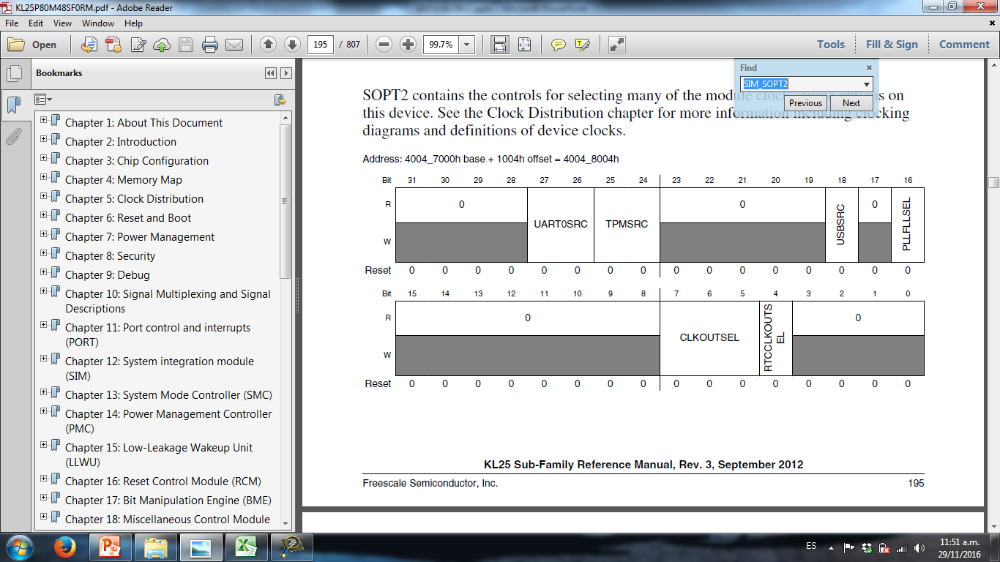 KL25P80M48SF0RM.pdf - Adobe Reader
File Edit View Window Help
Open 195 / 807 99.7% Tools Fill & Sign Comment
Bookmarks
Chapter 1: About This Document
Chapter 2: Introduction
Chapter 3: Chip Configuration
Chapter 4: Memory Map
Chapter 5: Clock Distribution
Chapter 6: Reset and Boot
Chapter 7: Power Management
Chapter 8: Security
Chapter 9: Debug
Chapter 10: Signal Multiplexing and Signal
Descriptions
Chapter 11: Port control and interrupts
(PORT)
Chapter 12: System integration module
(SIM)
Chapter 13: System Mode Controller (SMC)
Chapter 14: Power Management Controller
(PMC)
Chapter 15: Low-Leakage Wakeup Unit
(LLWU)
Chapter 16: Reset Control Module (RCM)
Chapter 17: Bit Manipulation Engine (BME)
Chapter 18: Miscellaneous Control Module
Find
SIM_SOPT2
Previous Next
SOPT2 contains the controls for selecting many of the module clock source options on
this device. See the Clock Distribution chapter for more information including clocking
diagrams and definitions of device clocks.
Address: 4004_7000h base + 1004h offset = 4004_8004h
Bit 31 30 29 28 27 26 25 24 23 22 21 20 19 18 17 16
R 0 UART0SRC TPMSRC 0 USBSRC 0 PLLFLLSEL
W
Reset 0 0 0 0 0 0 0 0 0 0 0 0 0 0 0 0
Bit 15 14 13 12 11 10 9 8 7 6 5 4 3 2 1 0
R 0 CLKOUTSEL RTCCLKOUTS 0
EL
W
Reset 0 0 0 0 0 0 0 0 0 0 0 0 0 0 0 0
KL25 Sub-Family Reference Manual, Rev. 3, September 2012
Freescale Semiconductor, Inc. 195
ES 11:51 a.m.
29/11/2016